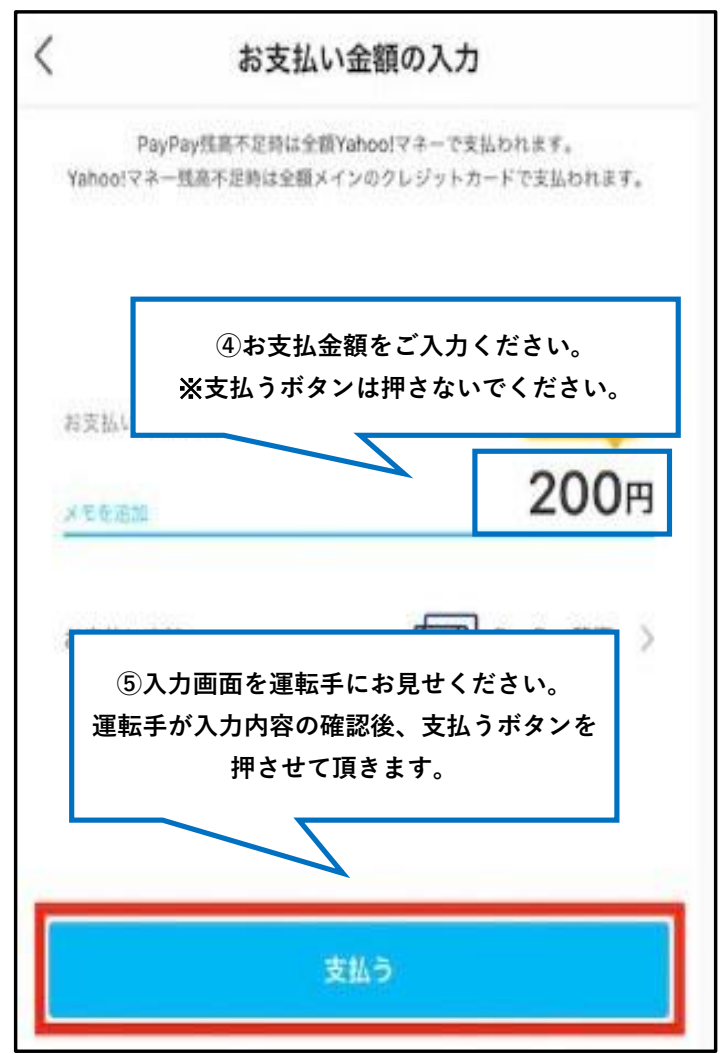 お支払い金額の入力
PayPay残高不足時は全額Yahoo!マネーで支払われます。
Yahoo!マネー残高不足時は全額メインのクレジットカードで支払われます。
④お支払金額をご入力ください。
※支払うボタンは押さないでください。
お支払い
200円
メモを追加
⑤入力画面を運転手にお見せください。
運転手が入力内容の確認後、支払うボタンを
押させて頂きます。
支払う